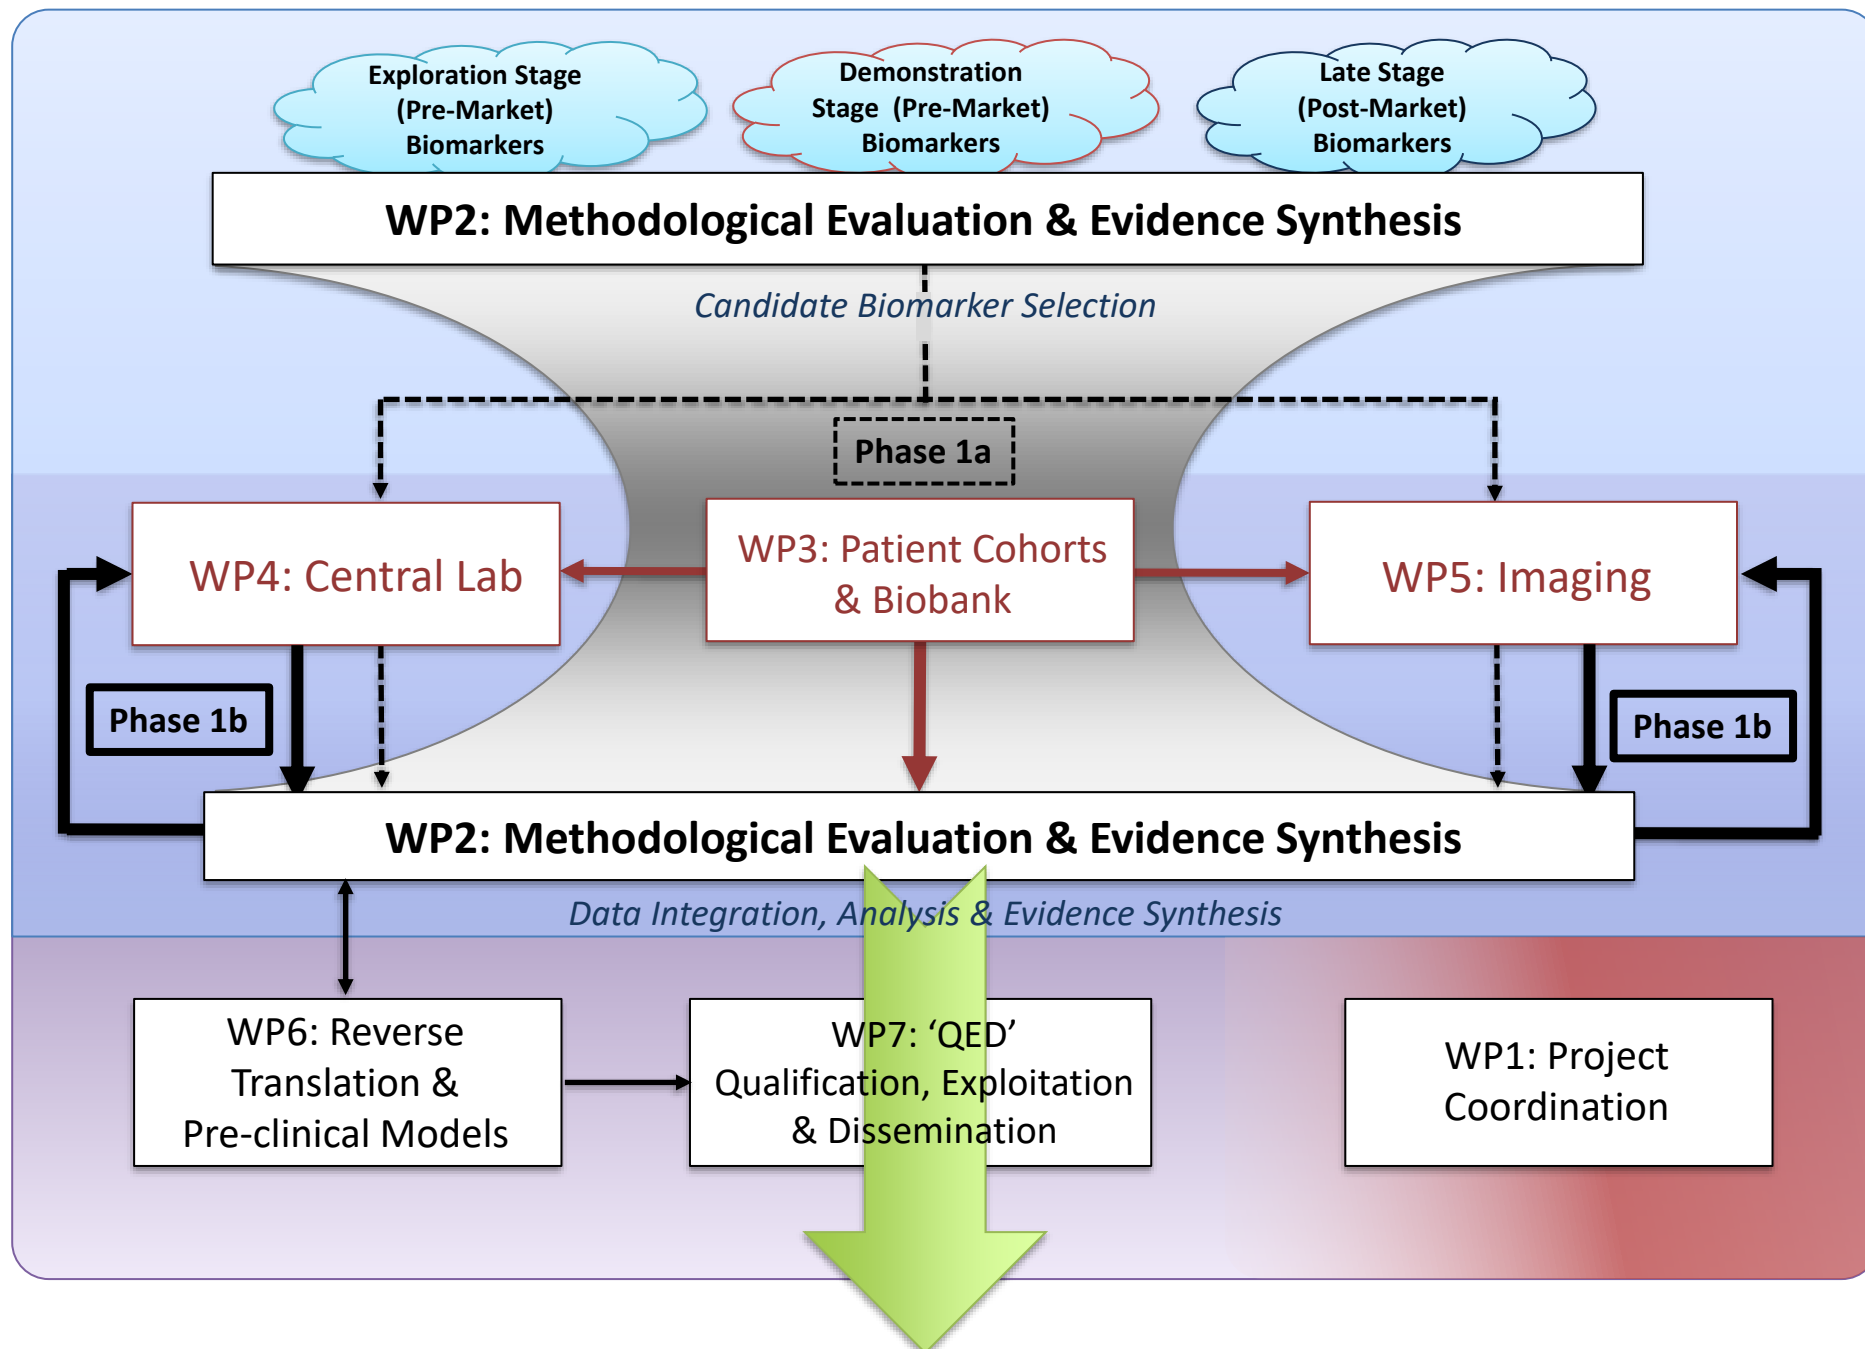 Exploration Stage
(Pre-Market)
Biomarkers
Demonstration
Stage (Pre-Market)
Biomarkers
Late Stage
(Post-Market)
Biomarkers
WP2: Methodological Evaluation & Evidence Synthesis
Candidate Biomarker Selection
Phase 1a
WP4: Central Lab
WP3: Patient Cohorts
& Biobank
WP5: Imaging
Phase 1b
Phase 1b
WP2: Methodological Evaluation & Evidence Synthesis
Data Integration, Analysis & Evidence Synthesis
WP6: Reverse
Translation &
Pre-clinical Models
WP7: ‘QED’
Qualification, Exploitation
& Dissemination
WP1: Project
Coordination